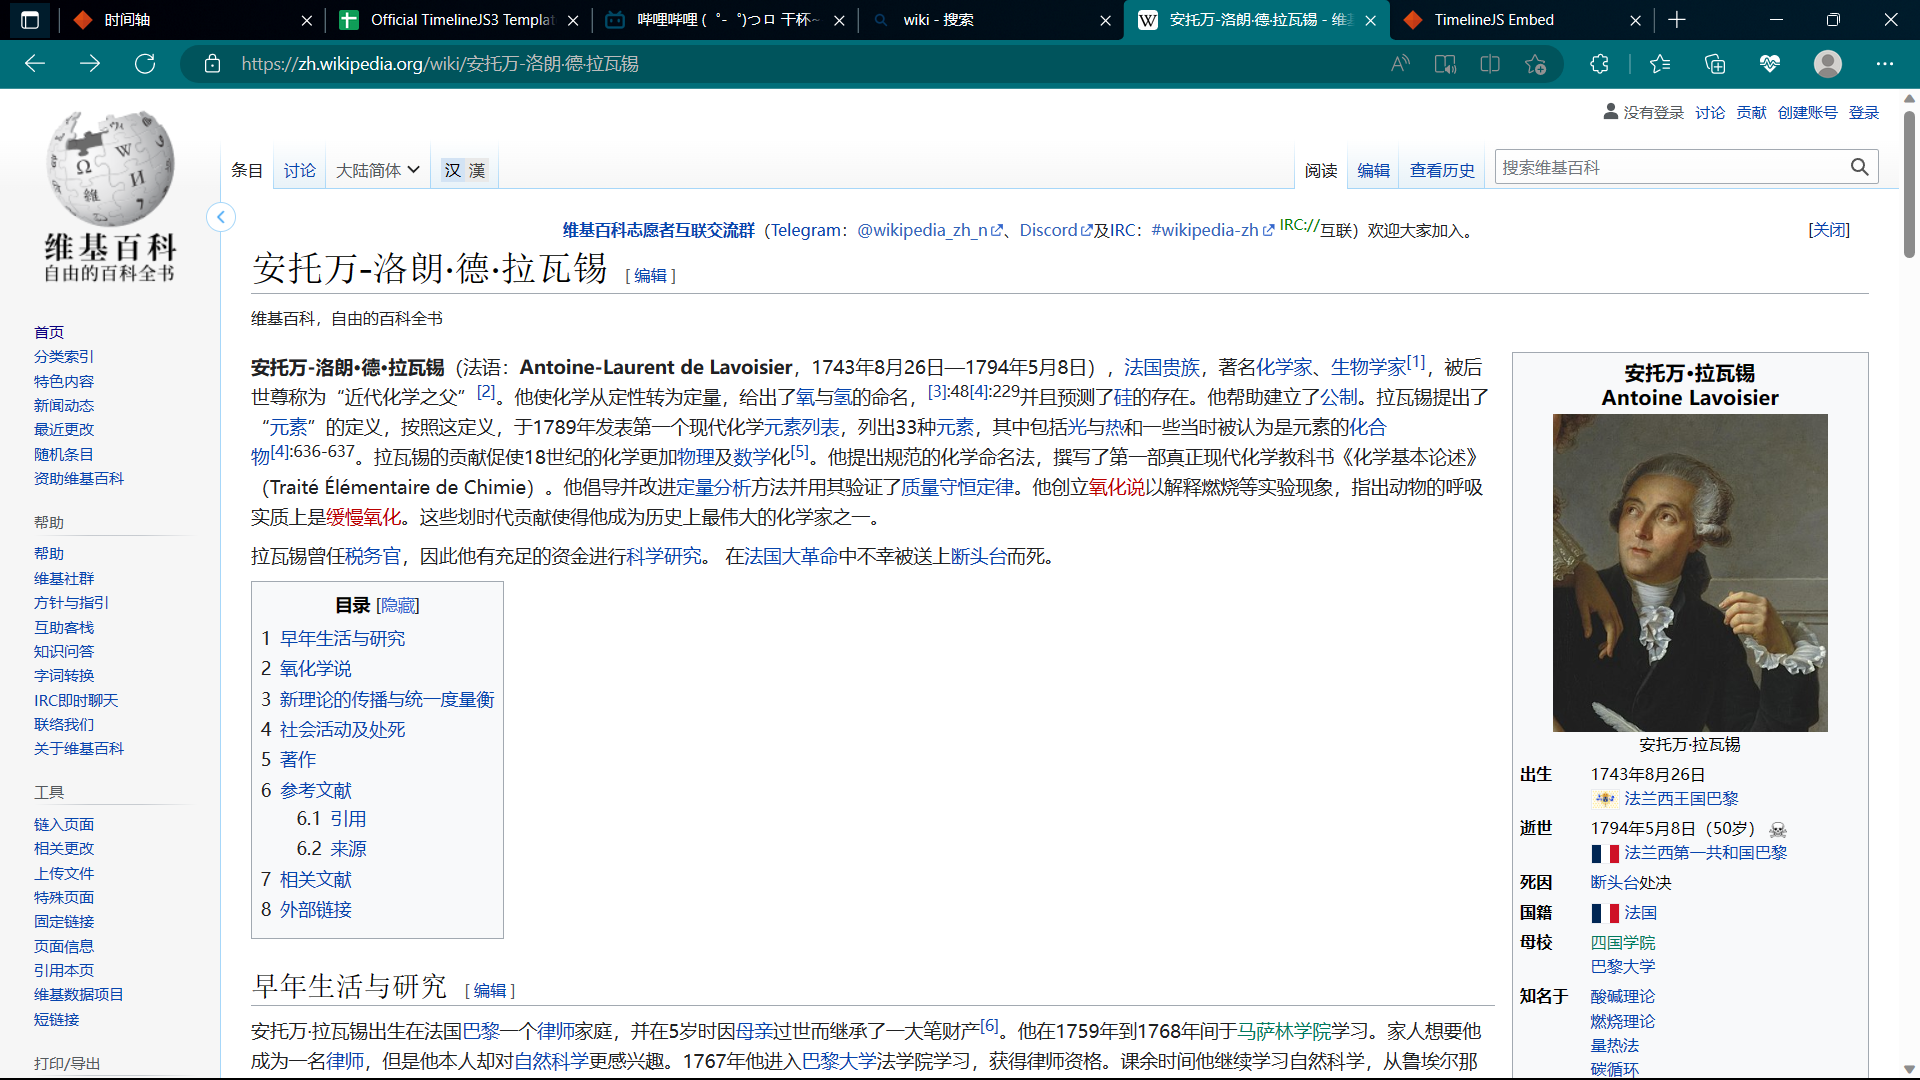 时间轴
Official TimelineJS3 Templat
哔哩哔哩 (゜-゜)つロ 干杯~
wiki - 搜索
安托万-洛朗·德·拉瓦锡 - 维基
TimelineJS Embed
https://zh.wikipedia.org/wiki/安托万-洛朗·德·拉瓦锡
没有登录 讨论 贡献 创建账号 登录
维基百科
自由的百科全书
条目 讨论 大陆简体 汉 漢 阅读 编辑 查看历史 搜索维基百科
维基百科志愿者互联交流群（Telegram：@wikipedia_zh_n、Discord及IRC：#wikipedia-zh IRC://互联）欢迎大家加入。 [关闭]
安托万-洛朗·德·拉瓦锡 [编辑]
维基百科，自由的百科全书
安托万-洛朗·德·拉瓦锡（法语：Antoine-Laurent de Lavoisier，1743年8月26日—1794年5月8日），法国贵族，著名化学家、生物学家[1]，被后
世尊称为“近代化学之父”[2]。他使化学从定性转为定量，给出了氧与氢的命名，[3]:48[4]:229并且预测了硅的存在。他帮助建立了公制。拉瓦锡提出了
“元素”的定义，按照这定义，于1789年发表第一个现代化学元素列表，列出33种元素，其中包括光与热和一些当时被认为是元素的化合
物[4]:636-637。拉瓦锡的贡献促使18世纪的化学更加物理及数学化[5]。他提出规范的化学命名法，撰写了第一部真正现代化学教科书《化学基本论述》
（Traité Élémentaire de Chimie）。他倡导并改进定量分析方法并用其验证了质量守恒定律。他创立氧化说以解释燃烧等实验现象，指出动物的呼吸
实质上是缓慢氧化。这些划时代贡献使得他成为历史上最伟大的化学家之一。
拉瓦锡曾任税务官，因此他有充足的资金进行科学研究。 在法国大革命中不幸被送上断头台而死。
目录 [隐藏]
1 早年生活与研究
2 氧化学说
3 新理论的传播与统一度量衡
4 社会活动及处死
5 著作
6 参考文献
6.1 引用
6.2 来源
7 相关文献
8 外部链接
早年生活与研究 [编辑]
安托万·拉瓦锡出生在法国巴黎一个律师家庭，并在5岁时因母亲过世而继承了一大笔财产[6]。他在1759年到1768年间于马萨林学院学习。家人想要他
成为一名律师，但是他本人却对自然科学更感兴趣。1767年他进入巴黎大学法学院学习，获得律师资格。课余时间他继续学习自然科学，从鲁埃尔那
安托万·拉瓦锡
Antoine Lavoisier
安托万·拉瓦锡
出生 1743年8月26日
法兰西王国巴黎
逝世 1794年5月8日（50岁）
法兰西第一共和国巴黎
死因 断头台处决
国籍 法国
母校 四国学院
巴黎大学
知名于 酸碱理论
燃烧理论
量热法
碳循环
首页
分类索引
特色内容
新闻动态
最近更改
随机条目
资助维基百科
帮助
帮助
维基社群
方针与指引
互助客栈
知识问答
字词转换
IRC即时聊天
联络我们
关于维基百科
工具
链入页面
相关更改
上传文件
特殊页面
固定链接
页面信息
引用本页
维基数据项目
短链接
打印/导出